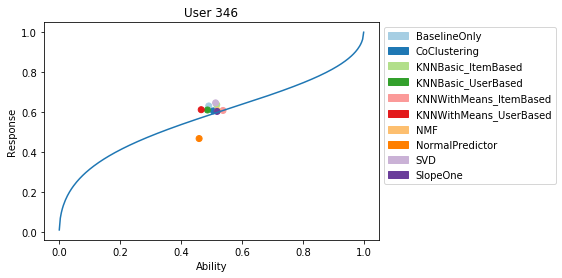 User 346
1.0
0.8
0.6
0.4
0.2
0.0
Response
0.0 0.2 0.4 0.6 0.8 1.0
Ability
BaselineOnly
CoClustering
KNNBasic_ItemBased
KNNBasic_UserBased
KNNWithMeans_ItemBased
KNNWithMeans_UserBased
NMF
NormalPredictor
SVD
SlopeOne